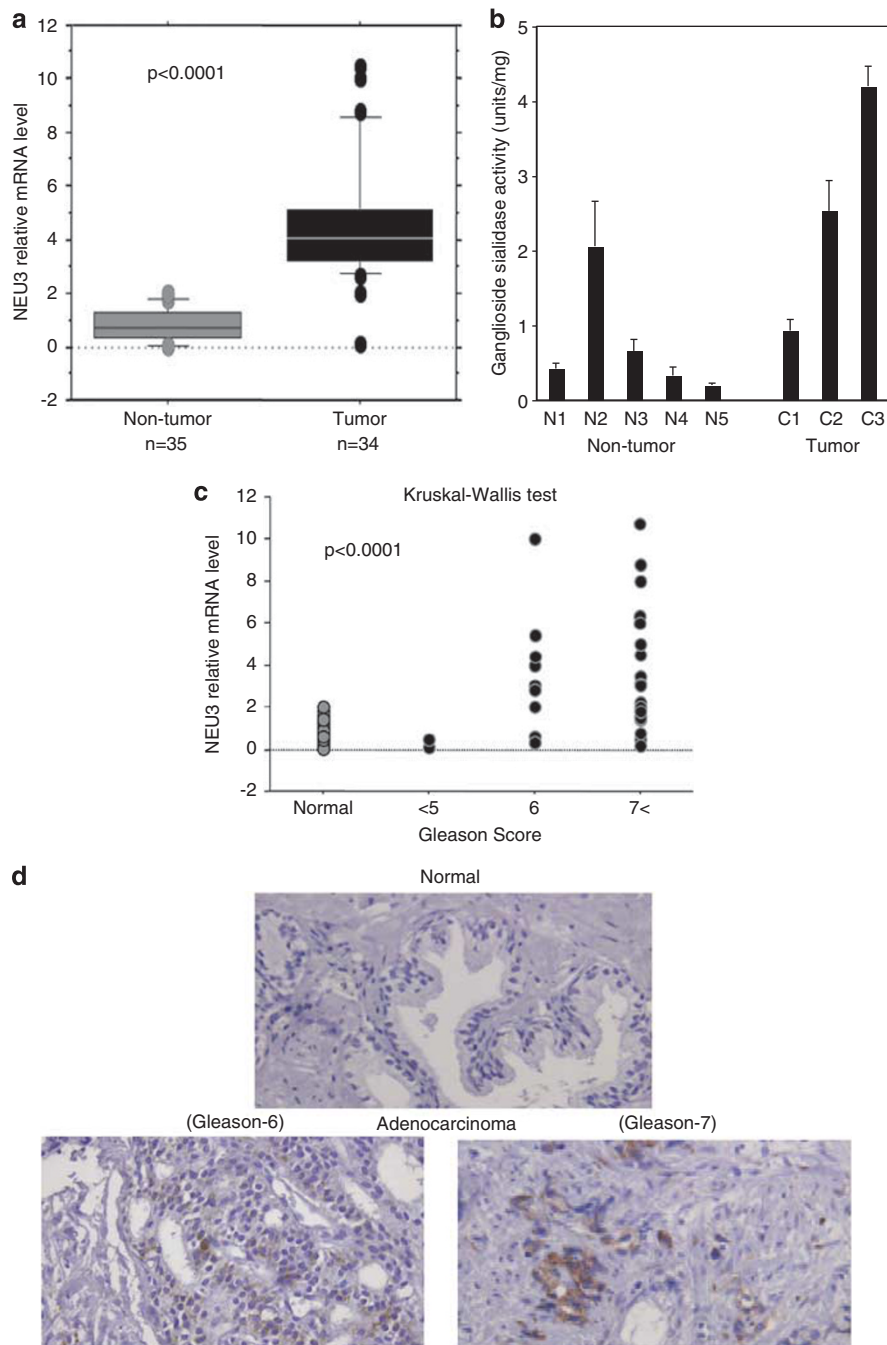 a
12
10
8
6
4
2
0
-2
NEU3 relative mRNA level
p<0.0001
Non-tumor
Tumor
n=35
n=34
b
5
4
3
2
1
0
Ganglioside sialidase activity (units/mg)
N1 N2 N3 N4 N5 C1 C2 C3
Non-tumor
Tumor
c
Kruskal-Wallis test
12
10
8
6
4
2
0
-2
NEU3 relative mRNA level
p<0.0001
Normal <5 6 7<
Gleason Score
d
Normal
(Gleason-6) Adenocarcinoma (Gleason-7)